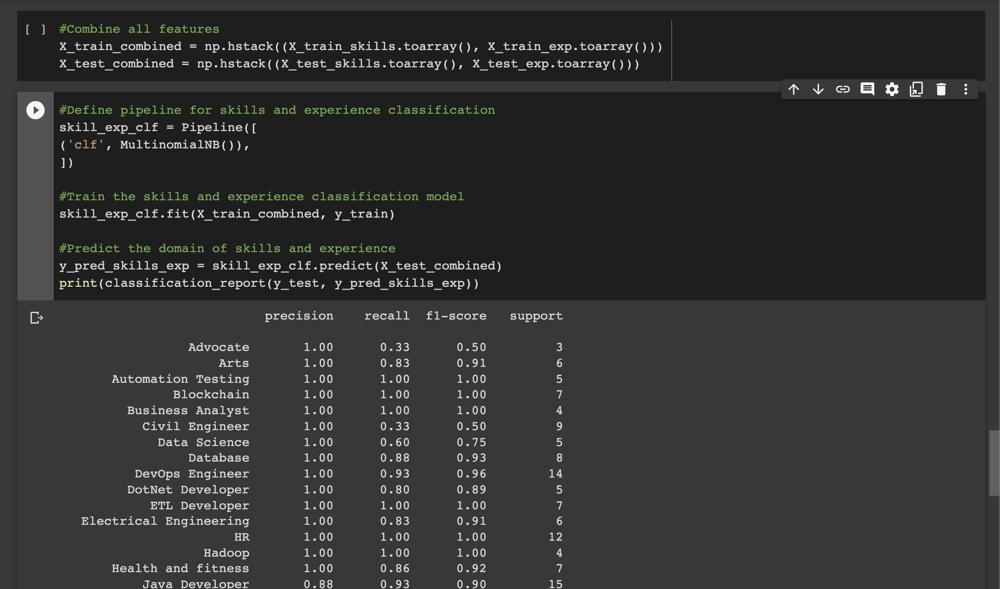 [ ] #Combine all features
X_train_combined = np.hstack((X_train_skills.toarray(), X_train_exp.toarray()))
X_test_combined = np.hstack((X_test_skills.toarray(), X_test_exp.toarray()))
#Define pipeline for skills and experience classification
skill_exp_clf = Pipeline([
('clf', MultinomialNB()),
])
#Train the skills and experience classification model
skill_exp_clf.fit(X_train_combined, y_train)
#Predict the domain of skills and experience
y_pred_skills_exp = skill_exp_clf.predict(X_test_combined)
print(classification_report(y_test, y_pred_skills_exp))
precision recall f1-score support
Advocate 1.00 0.33 0.50 3
Arts 1.00 0.83 0.91 6
Automation Testing 1.00 1.00 1.00 5
Blockchain 1.00 1.00 1.00 7
Business Analyst 1.00 1.00 1.00 4
Civil Engineer 1.00 0.33 0.50 9
Data Science 1.00 0.60 0.75 5
Database 1.00 0.88 0.93 8
DevOps Engineer 1.00 0.93 0.96 14
DotNet Developer 1.00 0.80 0.89 5
ETL Developer 1.00 1.00 1.00 7
Electrical Engineering 1.00 0.83 0.91 6
HR 1.00 1.00 1.00 12
Hadoop 1.00 1.00 1.00 4
Health and fitness 1.00 0.86 0.92 7
Java Developer 0.88 0.93 0.90 15